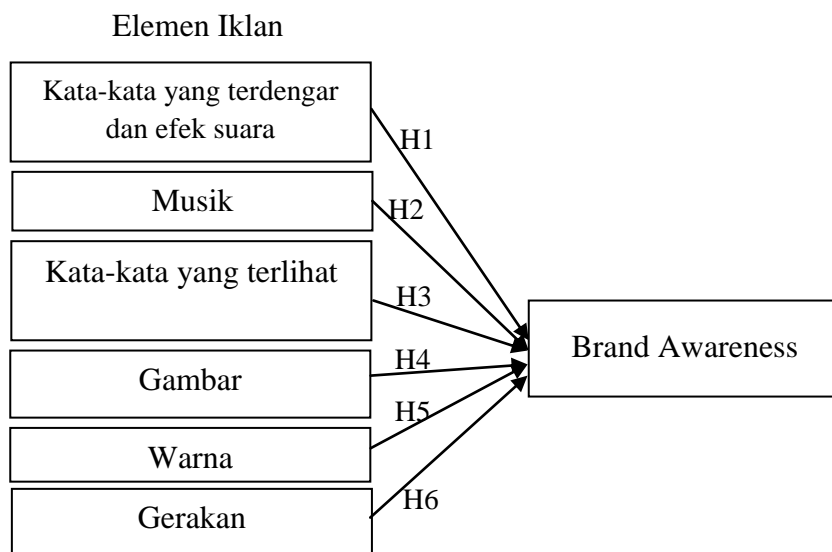 Elemen Iklan
Kata-kata yang terdengar
dan efek suara
H1
Musik
H2
Kata-kata yang terlihat
H3
Brand Awareness
Gambar
H4
Warna
H5
Gerakan
H6